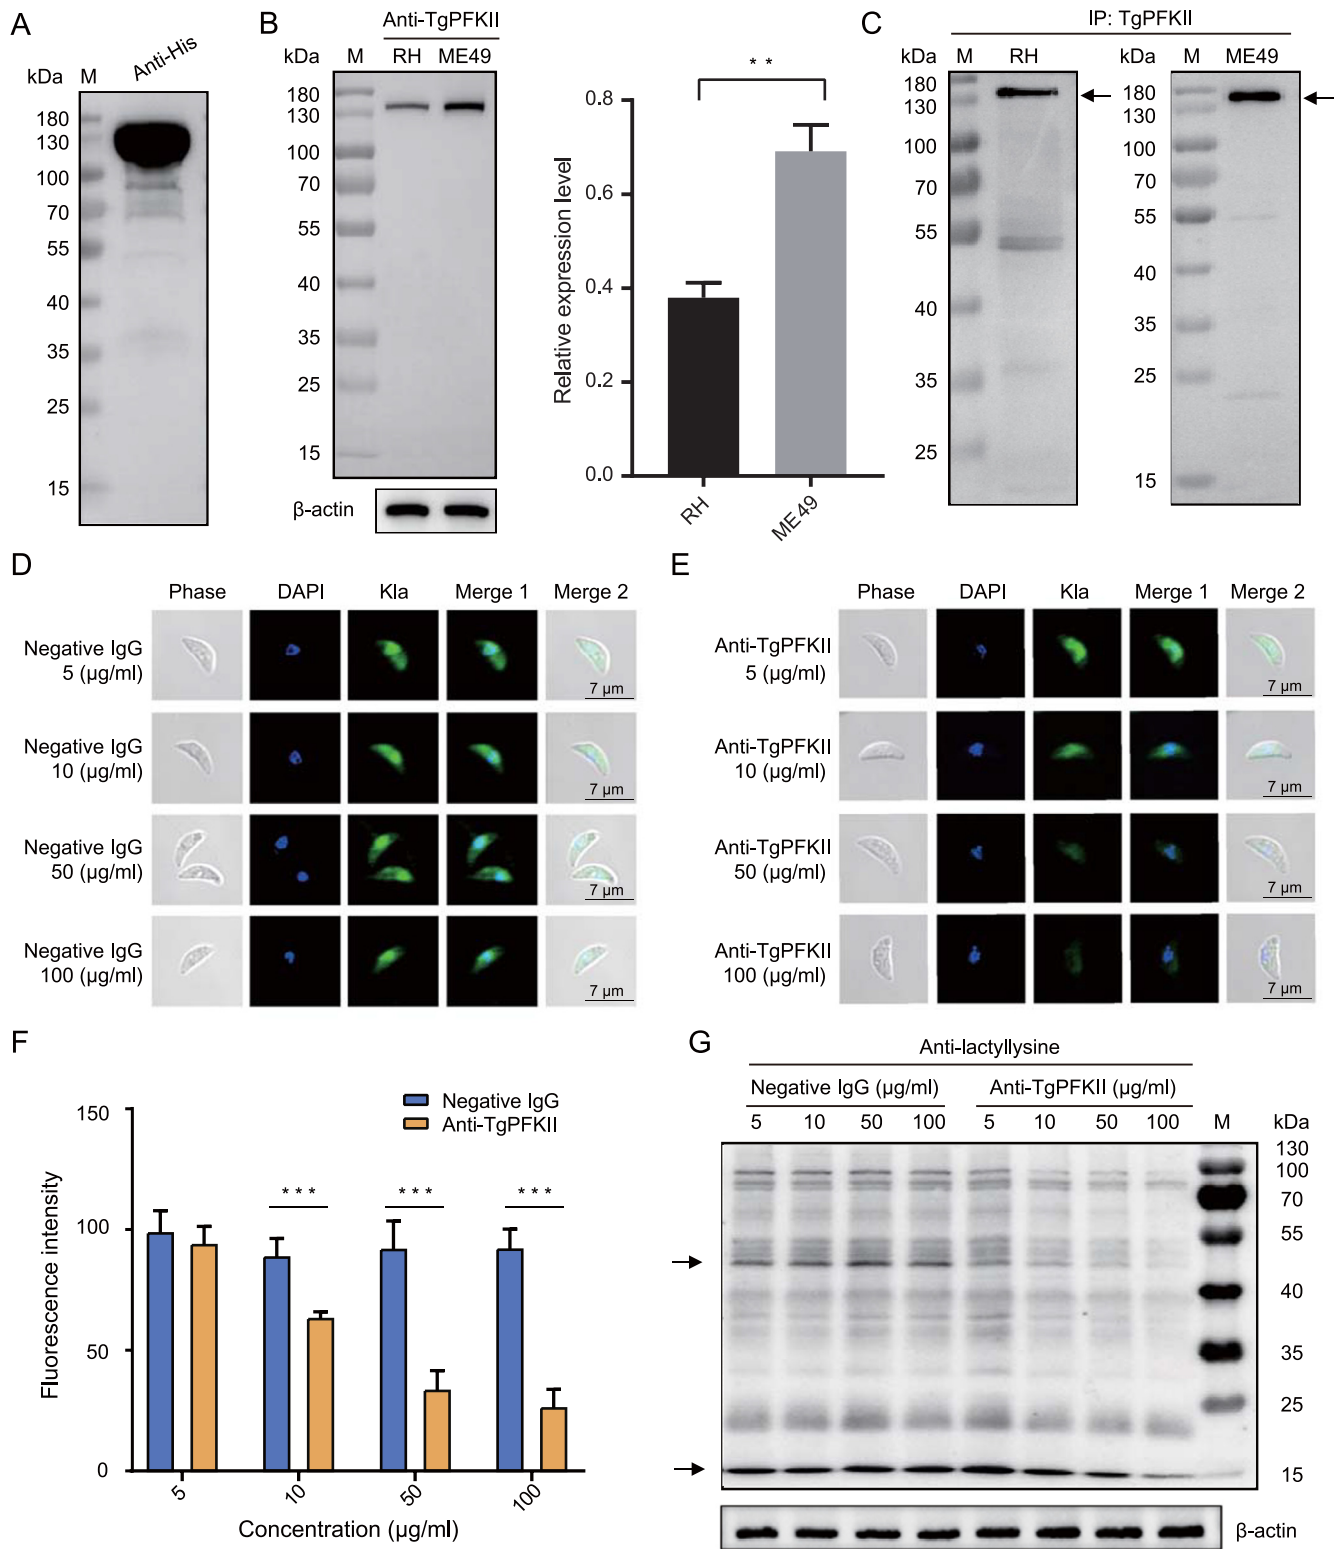 A
Anti-His
kDa
M
180
130
100
70
55
40
35
25
15
B
Anti-TgPFKII
kDa
M
RH
ME49
180
130
100
70
55
40
35
25
15
β-actin
* *
Relative expression level
0.8
0.6
0.4
0.2
0.0
RH
ME49
C
IP: TgPFKII
kDa
M
RH
180
130
100
70
55
40
35
25
M
ME49
180
130
100
70
55
40
35
25
15
D
Phase
DAPI
Kla
Merge 1
Merge 2
Negative IgG
5 (μg/ml)
7 μm
Negative IgG
10 (μg/ml)
7 μm
Negative IgG
50 (μg/ml)
7 μm
Negative IgG
100 (μg/ml)
7 μm
E
Phase
DAPI
Kla
Merge 1
Merge 2
Anti-TgPFKII
5 (μg/ml)
7 μm
Anti-TgPFKII
10 (μg/ml)
7 μm
Anti-TgPFKII
50 (μg/ml)
7 μm
Anti-TgPFKII
100 (μg/ml)
7 μm
F
Negative IgG
Anti-TgPFKII
Fluorescence intensity
150
100
50
0
* * *
* * *
* * *
5
10
50
100
Concentration (μg/ml)
G
Anti-lactyllysine
Negative IgG (μg/ml)
Anti-TgPFKII (μg/ml)
5 10 50 100 5 10 50 100 M kDa
130
100
70
55
40
35
25
15
β-actin